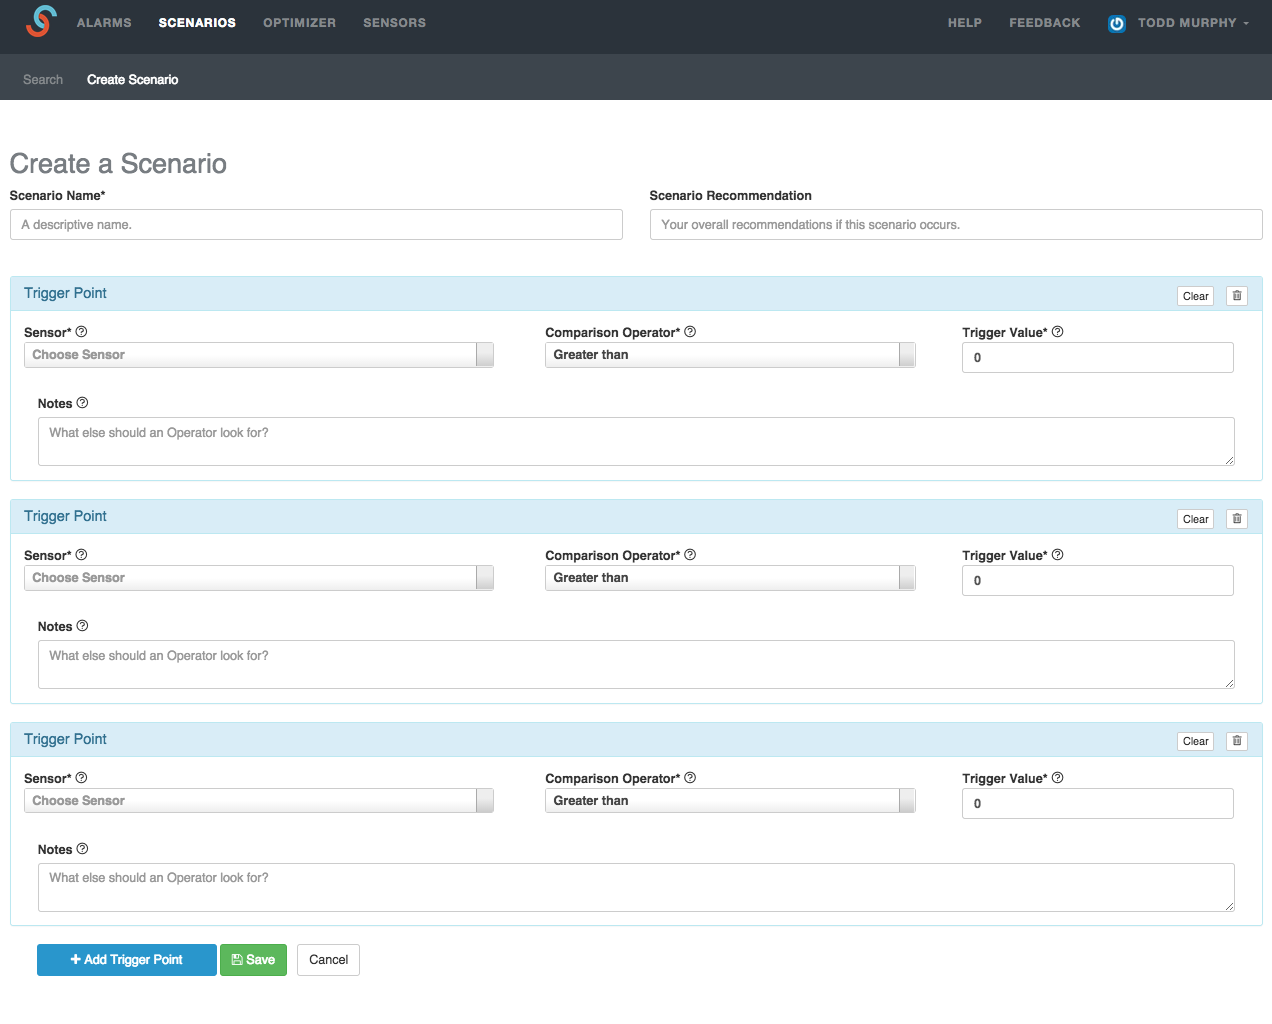 ALARMS SCENARIOS OPTIMIZER SENSORS HELP FEEDBACK TODD MURPHY
Search Create Scenario
Create a Scenario
Scenario Name* Scenario Recommendation
A descriptive name. Your overall recommendations if this scenario occurs.
Trigger Point Clear
Sensor* Comparison Operator* Trigger Value*
Choose Sensor Greater than 0
Notes
What else should an Operator look for?
Trigger Point Clear
Sensor* Comparison Operator* Trigger Value*
Choose Sensor Greater than 0
Notes
What else should an Operator look for?
Trigger Point Clear
Sensor* Comparison Operator* Trigger Value*
Choose Sensor Greater than 0
Notes
What else should an Operator look for?
+ Add Trigger Point Save Cancel